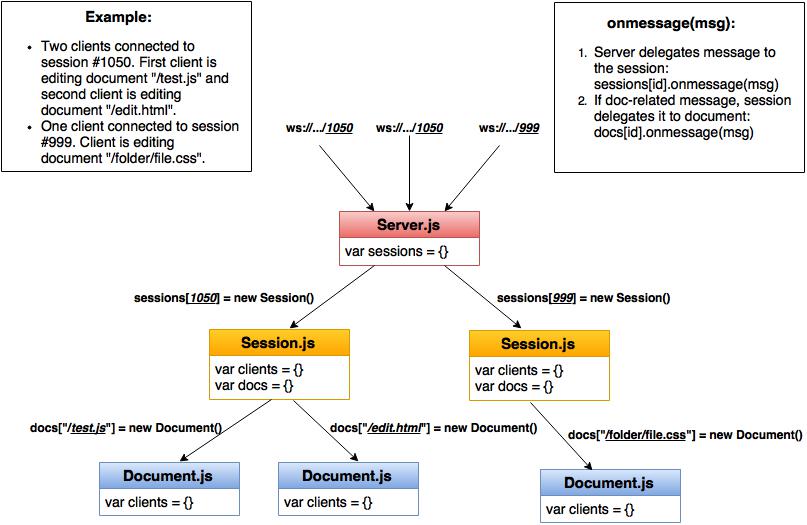 Example:
• Two clients connected to
session #1050. First client is
editing document "/test.js" and
second client is editing
document "/edit.html".
• One client connected to session
#999. Client is editing
document "/folder/file.css".
onmessage(msg):
1. Server delegates message to
the session:
sessions[id].onmessage(msg)
2. If doc-related message, session
delegates it to document:
docs[id].onmessage(msg)
ws://.../1050
ws://.../1050
ws://.../999
Server.js
var sessions = {}
sessions[1050] = new Session()
sessions[999] = new Session()
Session.js
var clients = {}
var docs = {}
Session.js
var clients = {}
var docs = {}
docs["/test.js"] = new Document()
docs["/edit.html"] = new Document()
docs["/folder/file.css"] = new Document()
Document.js
var clients = {}
Document.js
var clients = {}
Document.js
var clients = {}